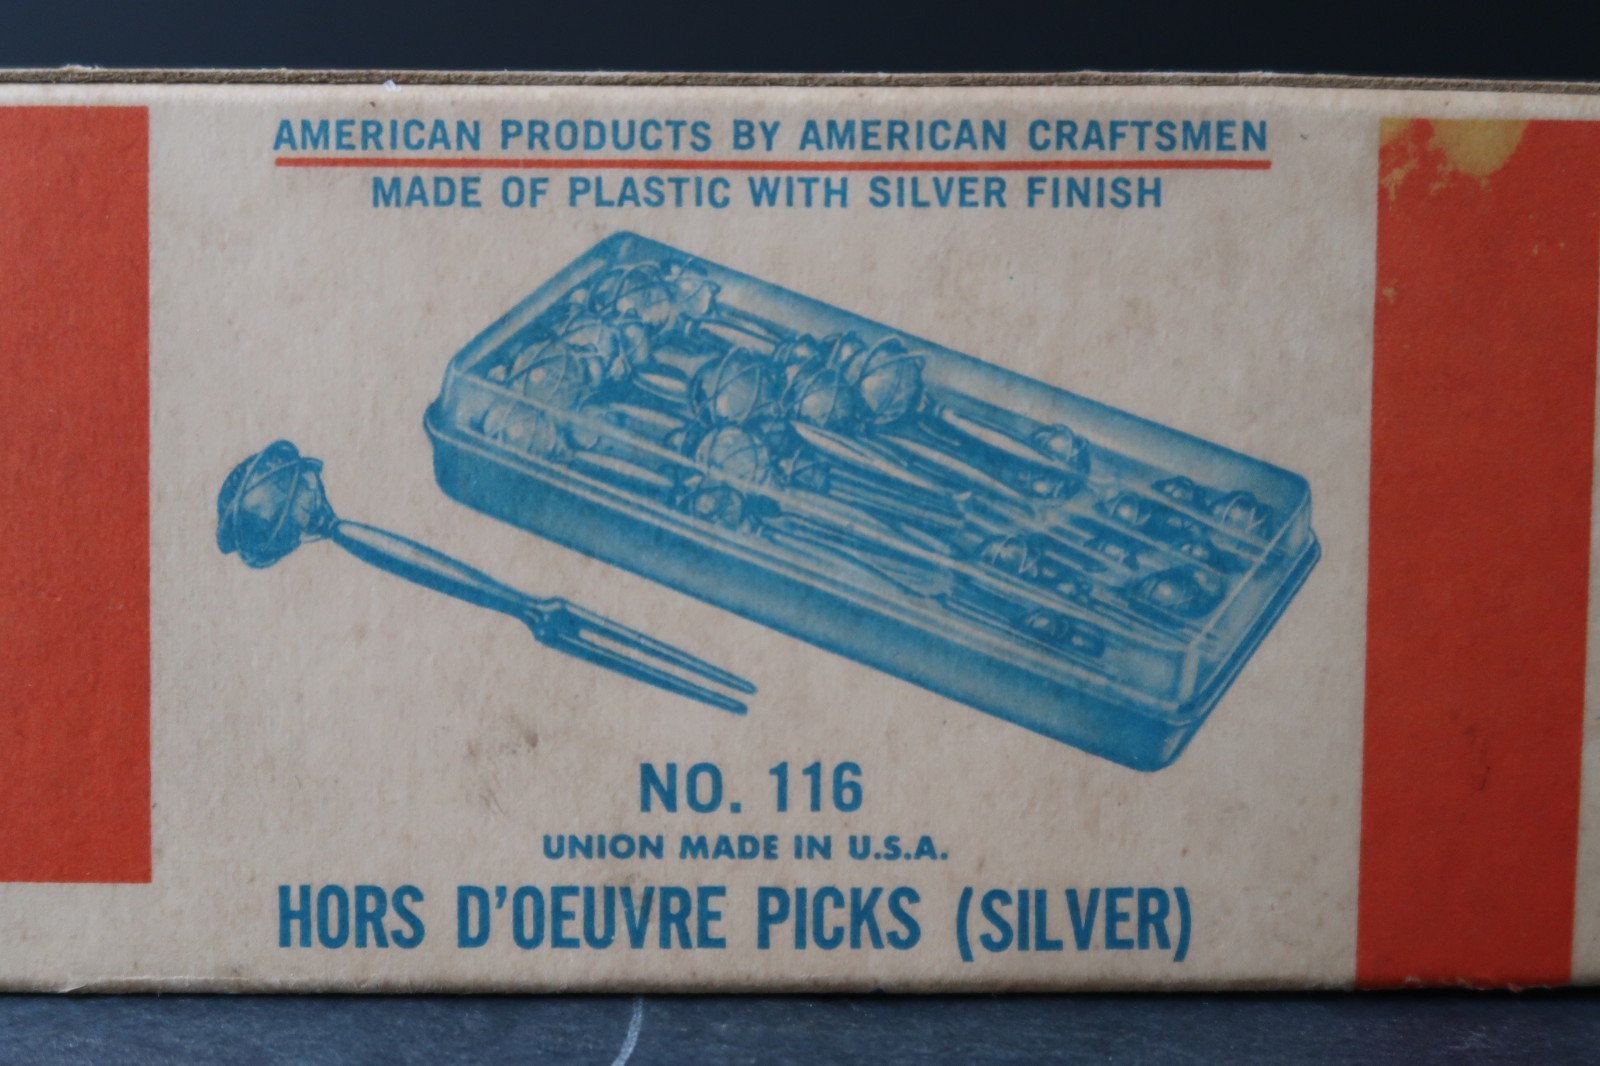 AMERICAN PRODUCTS BY AMERICAN CRAFTSMEN
MADE OF PLASTIC WITH SILVER FINISH
NO. 116
UNION MADE IN U.S.A.
HORS D'OEUVRE PICKS (SILVER)